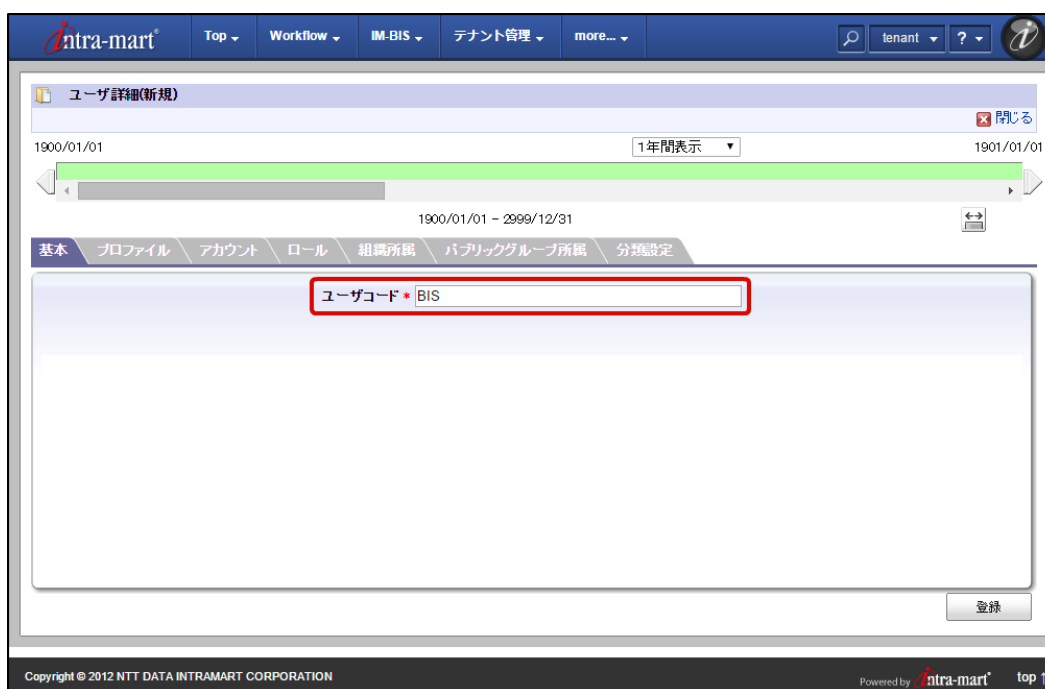 intra-mart® Top Workflow IM-BIS テナント管理 more... tenant ?
ユーザ詳細(新規)
閉じる
1900/01/01 1年間表示 1901/01/01
1900/01/01 - 2999/12/31
基本 プロファイル アカウント ロール 組織所属 パブリックグループ所属 分類設定
ユーザコード * BIS
登録
Copyright © 2012 NTT DATA INTRAMART CORPORATION Powered by intra-mart® top↑